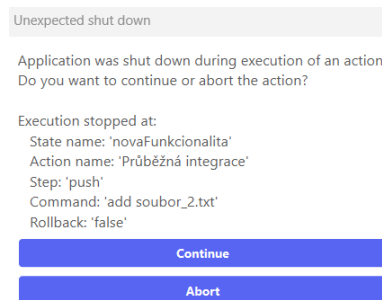 Unexpected shut down
Application was shut down during execution of an action
Do you want to continue or abort the action?
Execution stopped at:
State name: 'novaFunkcionalita'
Action name: 'Průběžná integrace'
Step: 'push'
Command: 'add soubor_2.txt'
Rollback: 'false'
Continue
Abort